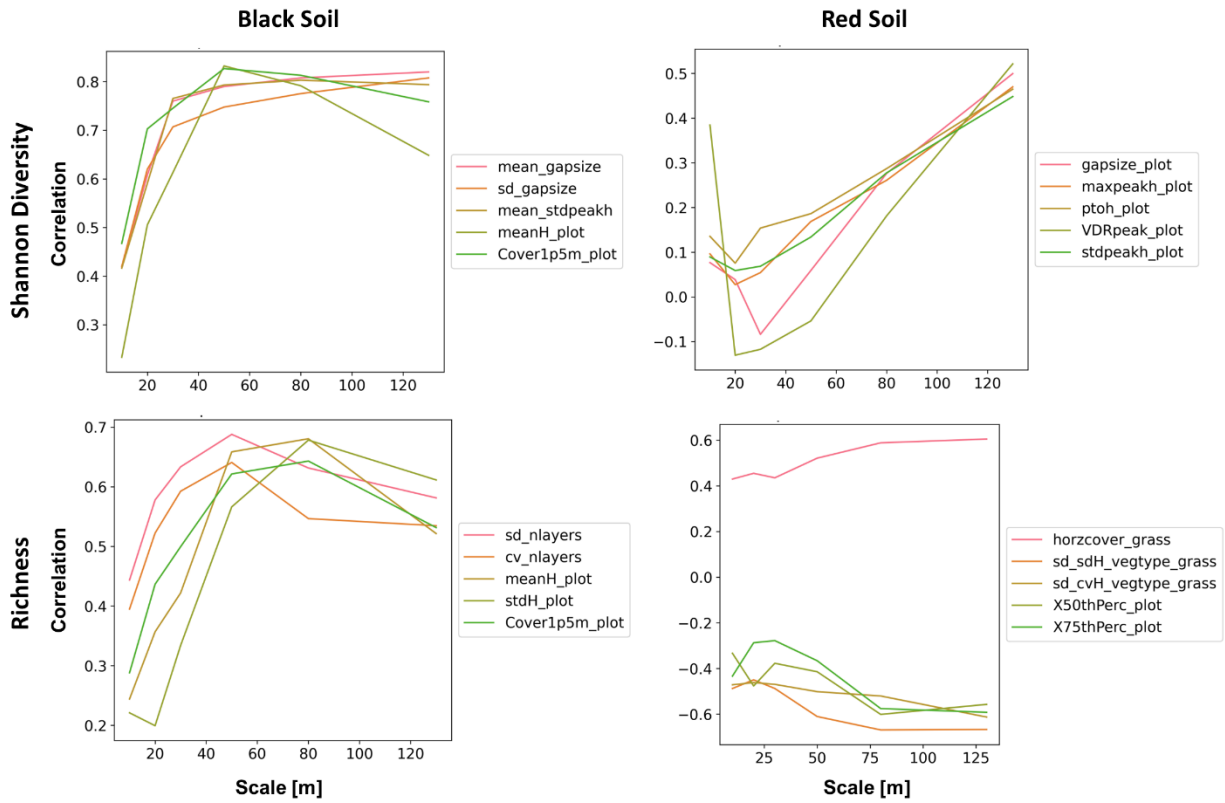 Black Soil
Red Soil
Shannon Diversity
Correlation
0.8
0.7
0.6
0.5
0.4
0.3
20
40
60
80
100
120
mean_gapsize
sd_gapsize
mean_stdpeakh
meanH_plot
Cover1p5m_plot
0.5
0.4
0.3
0.2
0.1
0.0
−0.1
20
40
60
80
100
120
gapsize_plot
maxpeakh_plot
ptoh_plot
VDRpeak_plot
stdpeakh_plot
Richness
Correlation
0.7
0.6
0.5
0.4
0.3
0.2
20
40
60
80
100
120
Scale [m]
sd_nlayers
cv_nlayers
meanH_plot
stdH_plot
Cover1p5m_plot
0.6
0.4
0.2
0.0
−0.2
−0.4
−0.6
25
50
75
100
125
Scale [m]
horzcover_grass
sd_sdH_vegtype_grass
sd_cvH_vegtype_grass
X50thPerc_plot
X75thPerc_plot